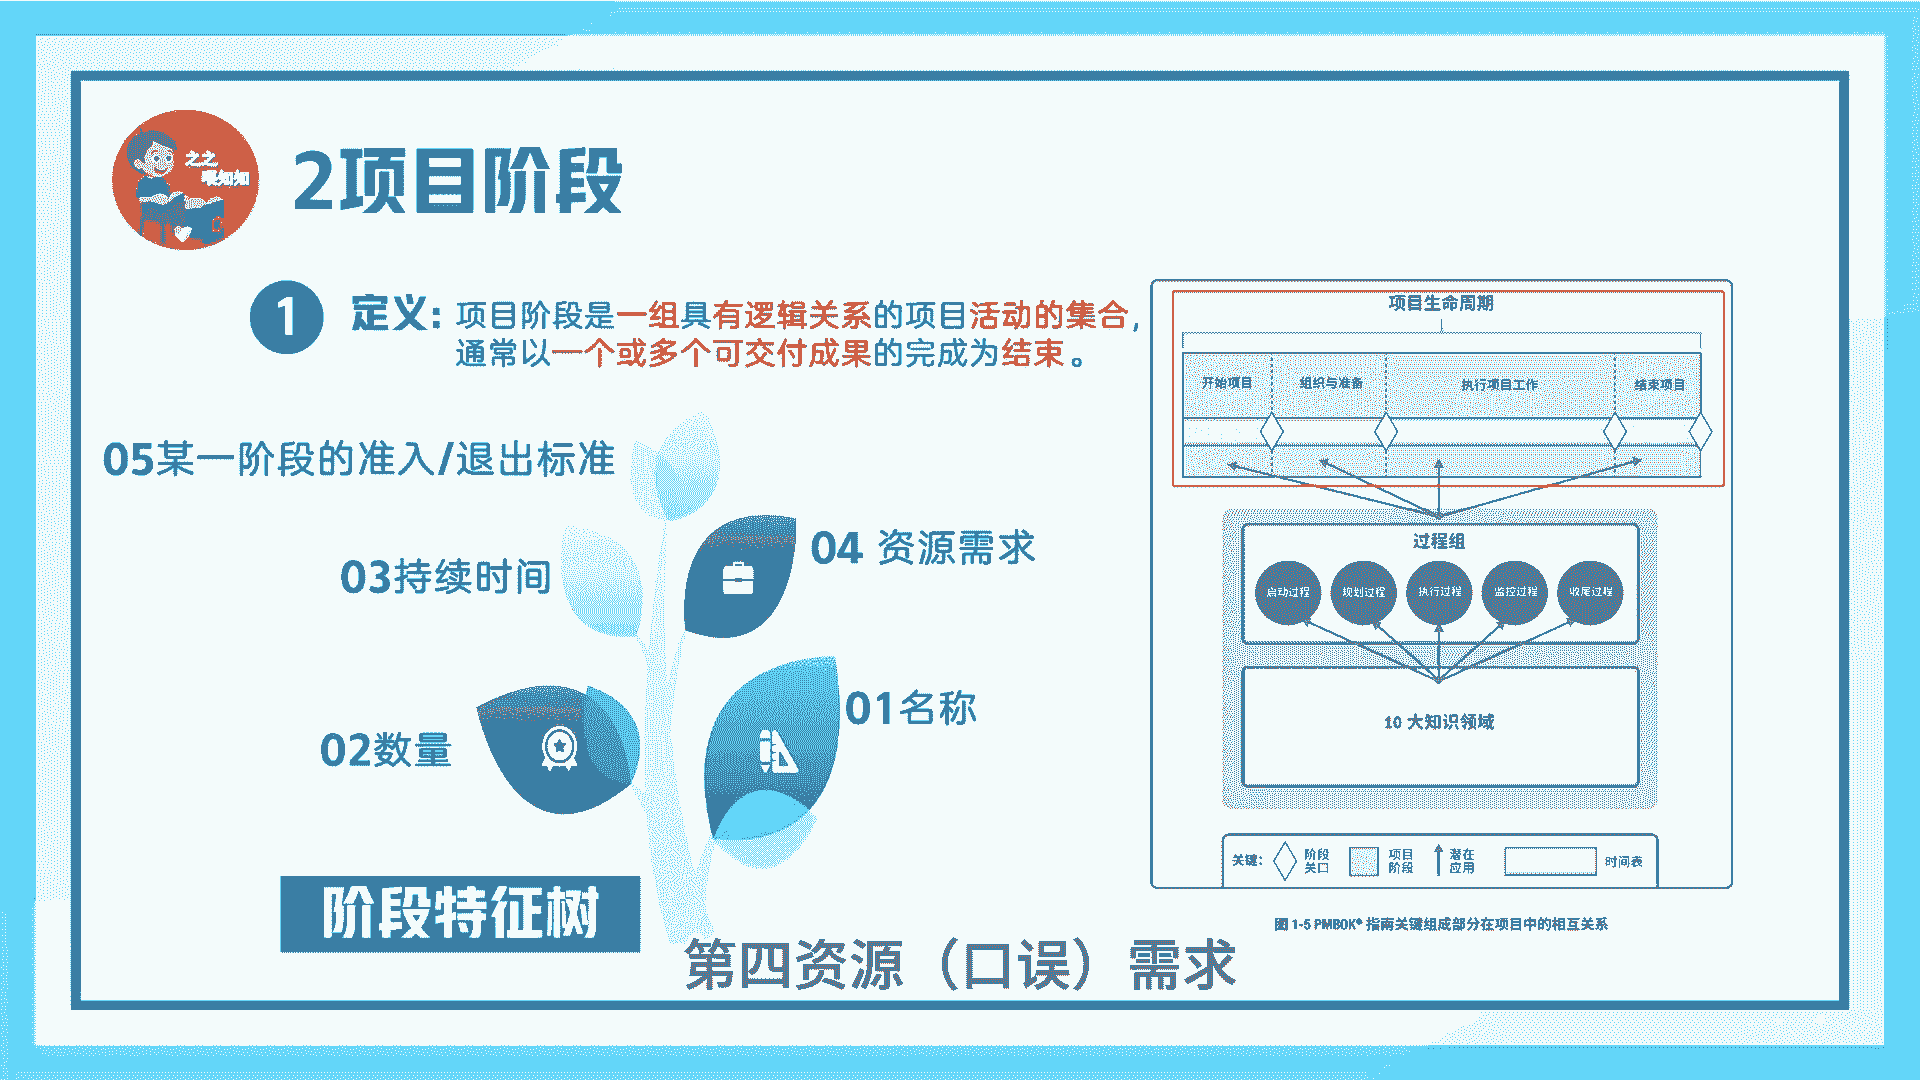 之之
2项目阶段
1
定义：项目阶段是一组具有逻辑关系的项目活动的集合,
通常以一个或多个可交付成果的完成为结束。
05某一阶段的准入/退出标准
04 资源需求
03持续时间
01名称
02数量
阶段特征树
项目生命周期
开始项目
组织与准备
执行项目工作
结束项目
过程组
启动过程
规划过程
执行过程
监控过程
收尾过程
10 大知识领域
关键：
阶段
关口
项目
阶段
潜在
应用
时间表
图 1-5 PMBOK® 指南关键组成部分在项目中的相互关系
第四资源（口误）需求